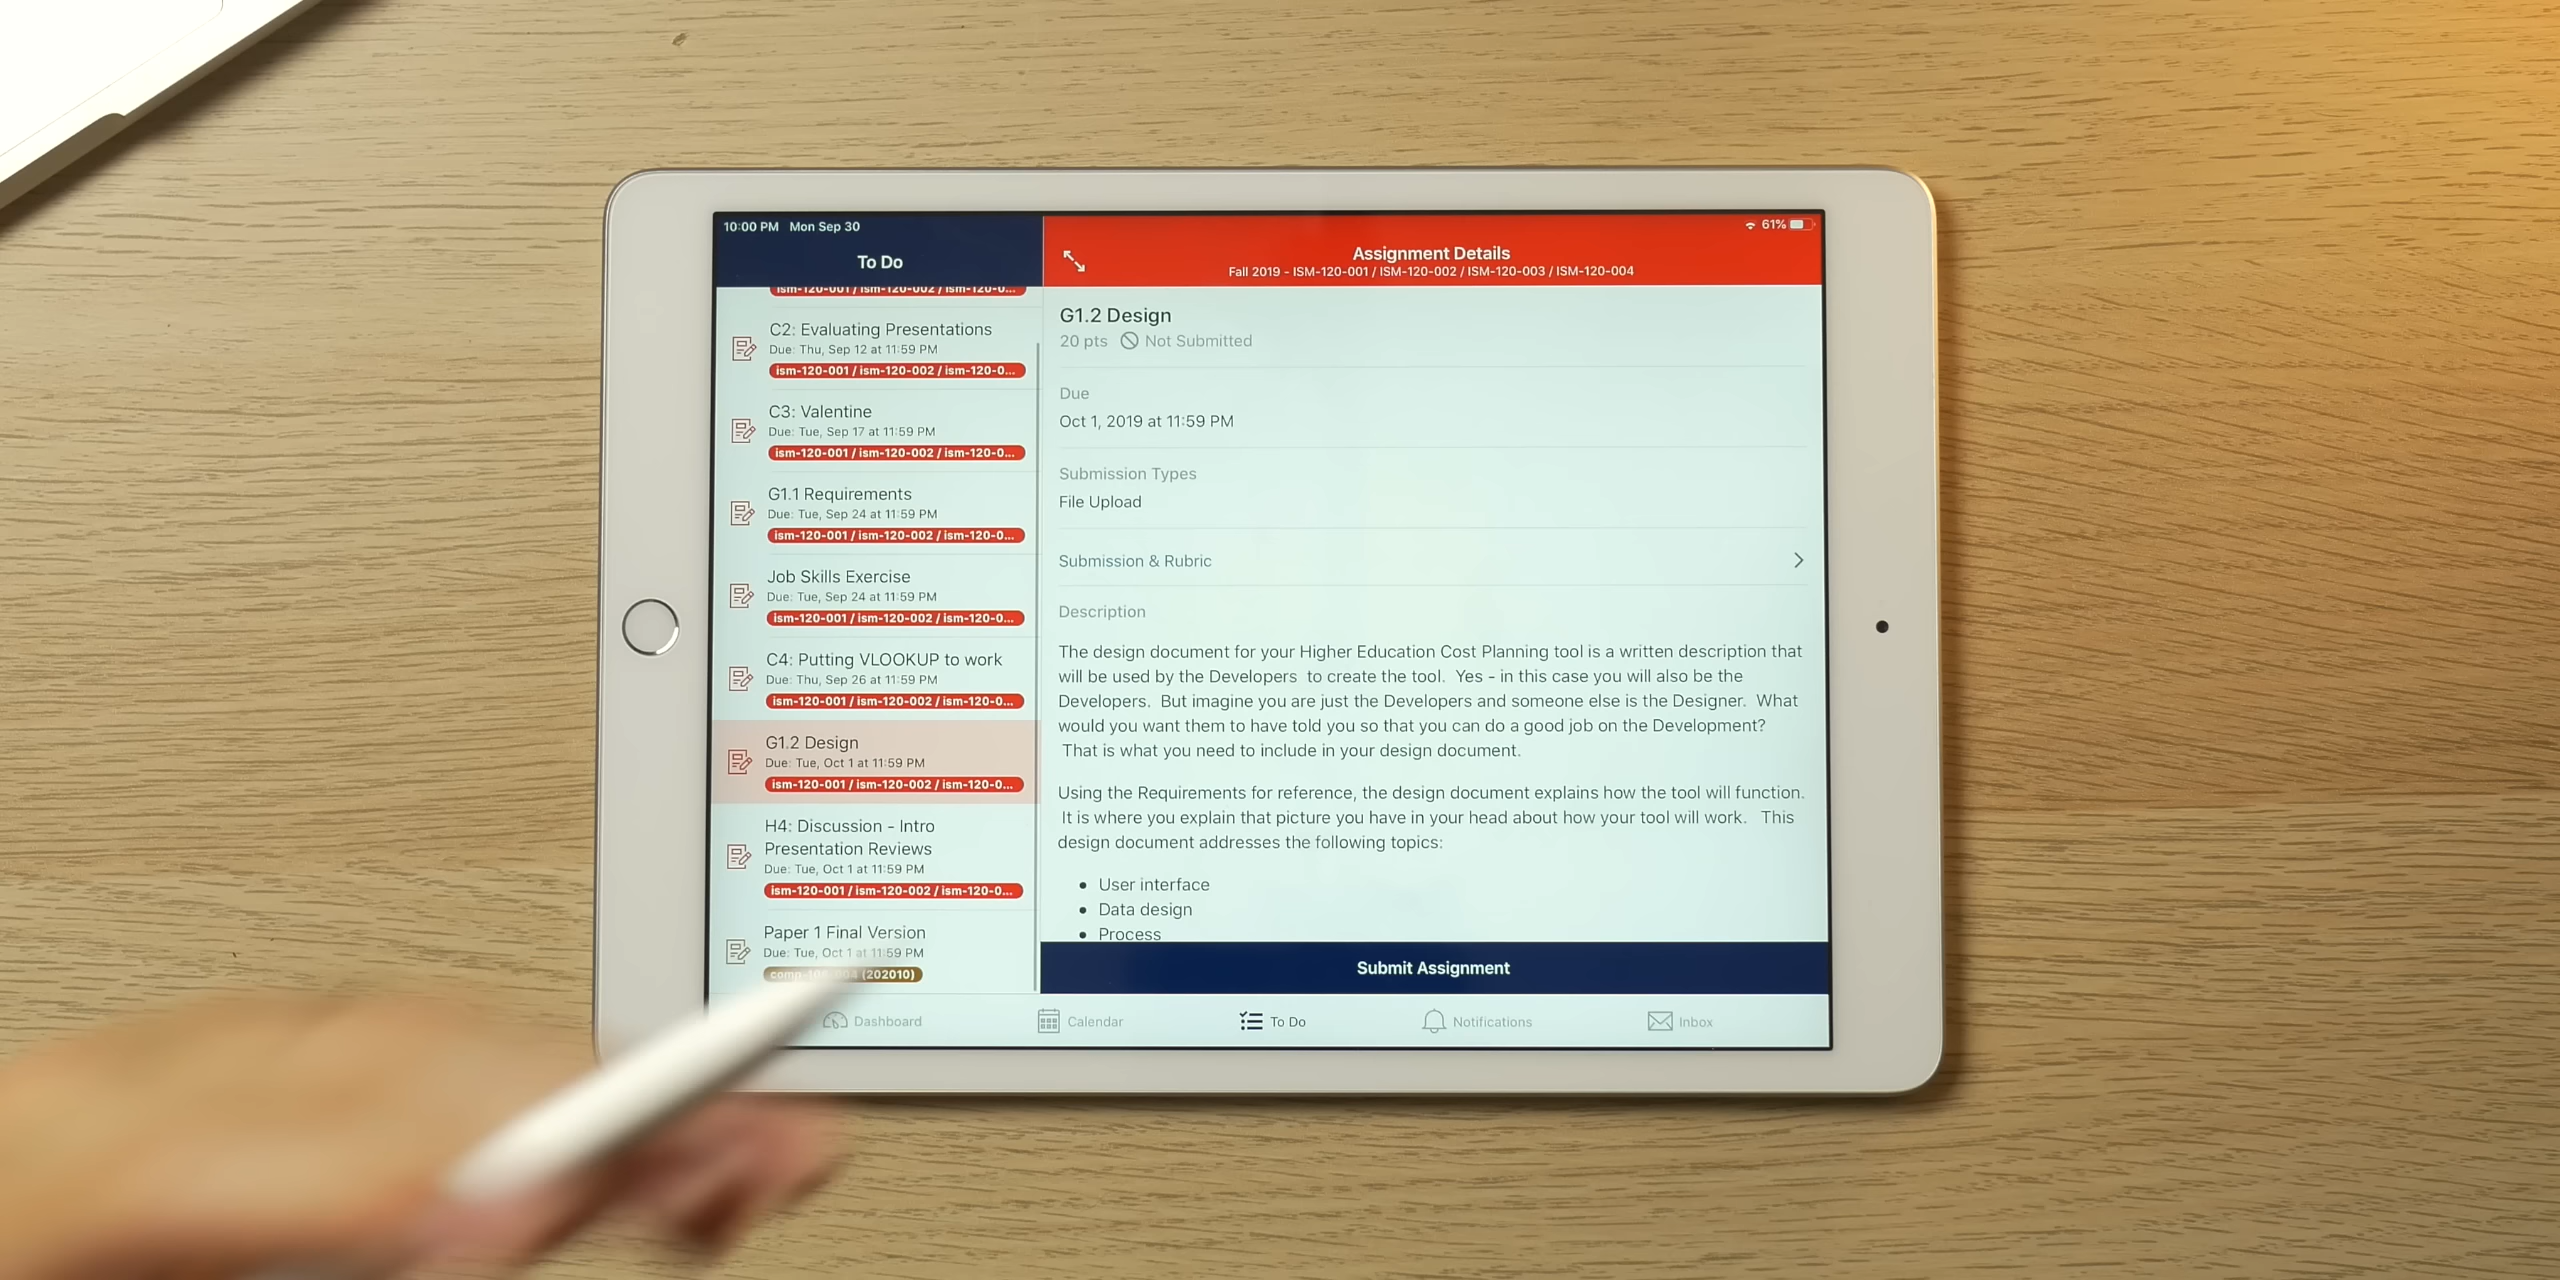 10:00 PM Mon Sep 30
To Do
ism-120-001 / ism-120-002 / ism-120-0...
C2: Evaluating Presentations
Due: Thu, Sep 12 at 11:59 PM
ism-120-001 / ism-120-002 / ism-120-0...
C3: Valentine
Due: Tue, Sep 17 at 11:59 PM
ism-120-001 / ism-120-002 / ism-120-0...
G1.1 Requirements
Due: Tue, Sep 24 at 11:59 PM
ism-120-001 / ism-120-002 / ism-120-0...
Job Skills Exercise
Due: Tue, Sep 24 at 11:59 PM
ism-120-001 / ism-120-002 / ism-120-0...
C4: Putting VLOOKUP to work
Due: Thu, Sep 26 at 11:59 PM
ism-120-001 / ism-120-002 / ism-120-0...
G1.2 Design
Due: Tue, Oct 1 at 11:59 PM
ism-120-001 / ism-120-002 / ism-120-0...
H4: Discussion - Intro
Presentation Reviews
Due: Tue, Oct 1 at 11:59 PM
ism-120-001 / ism-120-002 / ism-120-0...
Paper 1 Final Version
Due: Tue, Oct 1 at 11:59 PM
(202010)
61%
Assignment Details
Fall 2019 - ISM-120-001 / ISM-120-002 / ISM-120-003 / ISM-120-004
G1.2 Design
20 pts Not Submitted
Due
Oct 1, 2019 at 11:59 PM
Submission Types
File Upload
Submission & Rubric
Description
The design document for your Higher Education Cost Planning tool is a written description that
will be used by the Developers to create the tool. Yes - in this case you will also be the
Developers. But imagine you are just the Developers and someone else is the Designer. What
would you want them to have told you so that you can do a good job on the Development?
That is what you need to include in your design document.
Using the Requirements for reference, the design document explains how the tool will function.
It is where you explain that picture you have in your head about how your tool will work. This
design document addresses the following topics:
• User interface
• Data design
• Process
Submit Assignment
Dashboard
Calendar
To Do
Notifications
Inbox